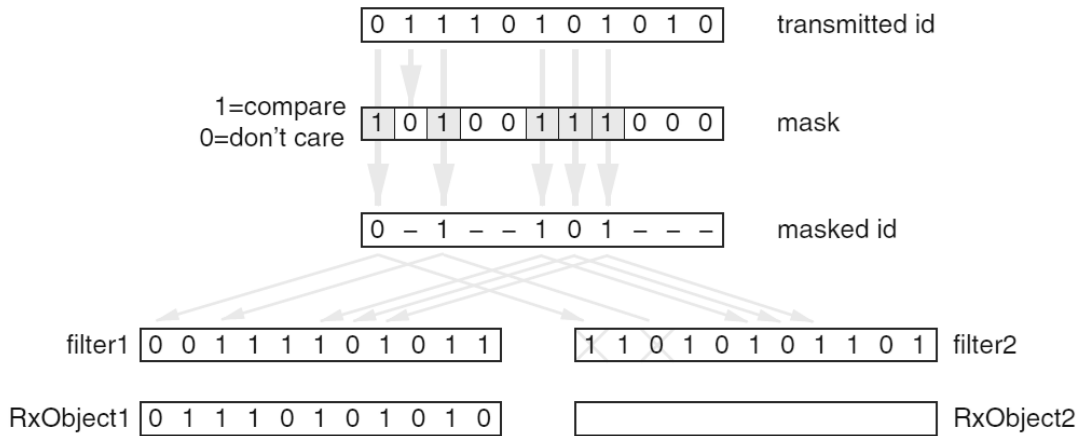 0 1 1 1 0 1 0 1 0 1 0 transmitted id
1=compare
0=don't care
1 0 1 0 0 1 1 1 0 0 0 mask
0 – 1 – – 1 0 1 – – – masked id
filter1 0 0 1 1 1 1 0 1 0 1 1
1 1 0 1 0 1 0 1 1 0 1 filter2
RxObject1 0 1 1 1 0 1 0 1 0 1 0
RxObject2